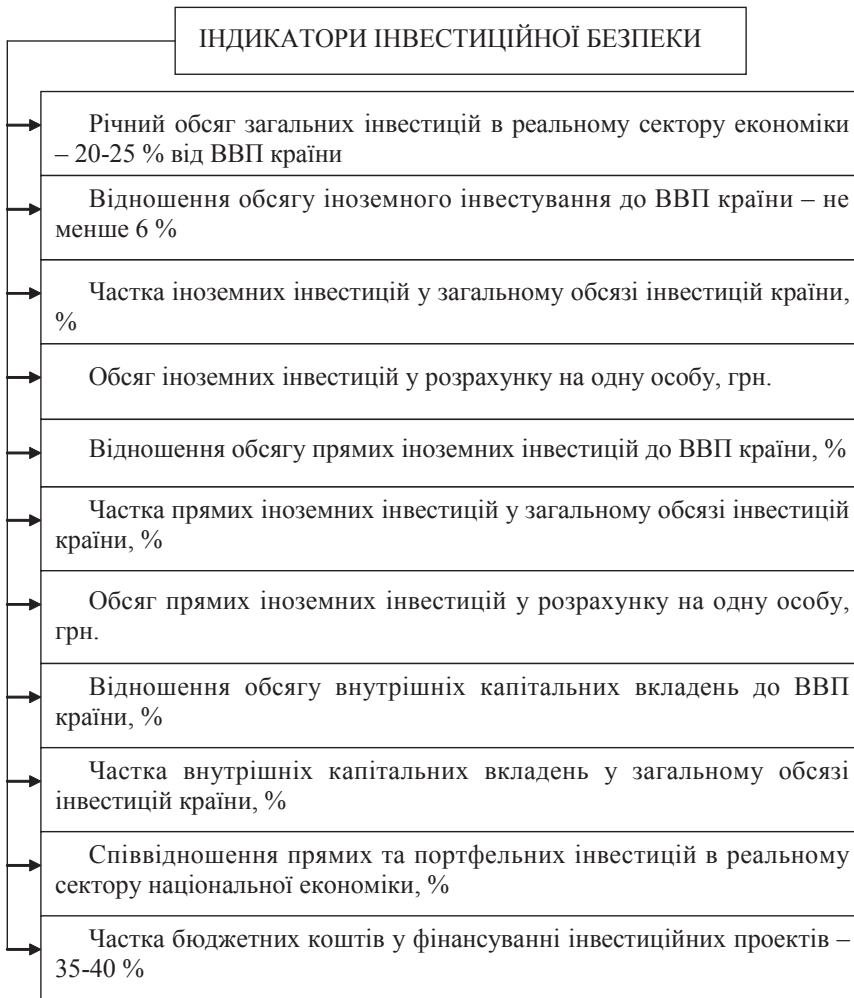 ІНДИКАТОРИ ІНВЕСТИЦІЙНОЇ БЕЗПЕКИ
Річний обсяг загальних інвестицій в реальному сектору економіки
– 20-25 % від ВВП країни
Відношення обсягу іноземного інвестування до ВВП країни – не
менше 6 %
Частка іноземних інвестицій у загальному обсязі інвестицій країни,
%
Обсяг іноземних інвестицій у розрахунку на одну особу, грн.
Відношення обсягу прямих іноземних інвестицій до ВВП країни, %
Частка прямих іноземних інвестицій у загальному обсязі інвестицій
країни, %
Обсяг прямих іноземних інвестицій у розрахунку на одну особу,
грн.
Відношення обсягу внутрішніх капітальних вкладень до ВВП
країни, %
Частка внутрішніх капітальних вкладень у загальному обсязі
інвестицій країни, %
Співвідношення прямих та портфельних інвестицій в реальному
сектору національної економіки, %
Частка бюджетних коштів у фінансуванні інвестиційних проектів –
35-40 %